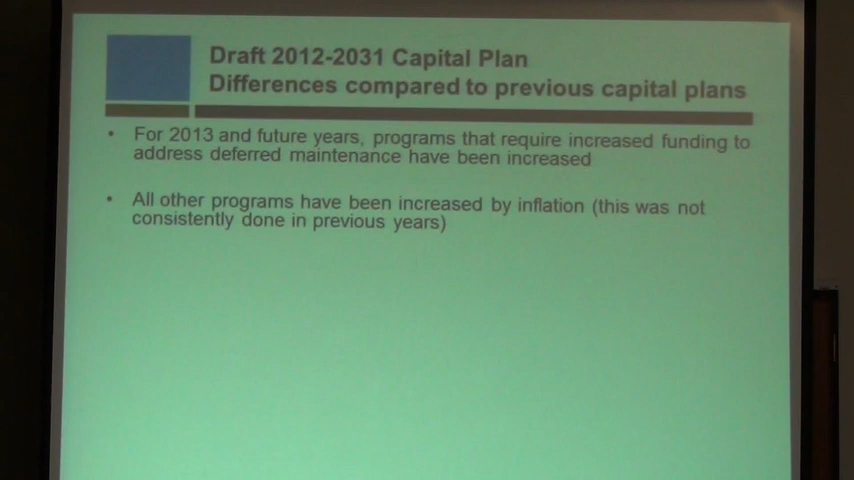 Draft 2012-2031 Capital Plan
Differences compared to previous capital plans
• For 2013 and future years, programs that require increased funding to
address deferred maintenance have been increased
• All other programs have been increased by inflation (this was not
consistently done in previous years)